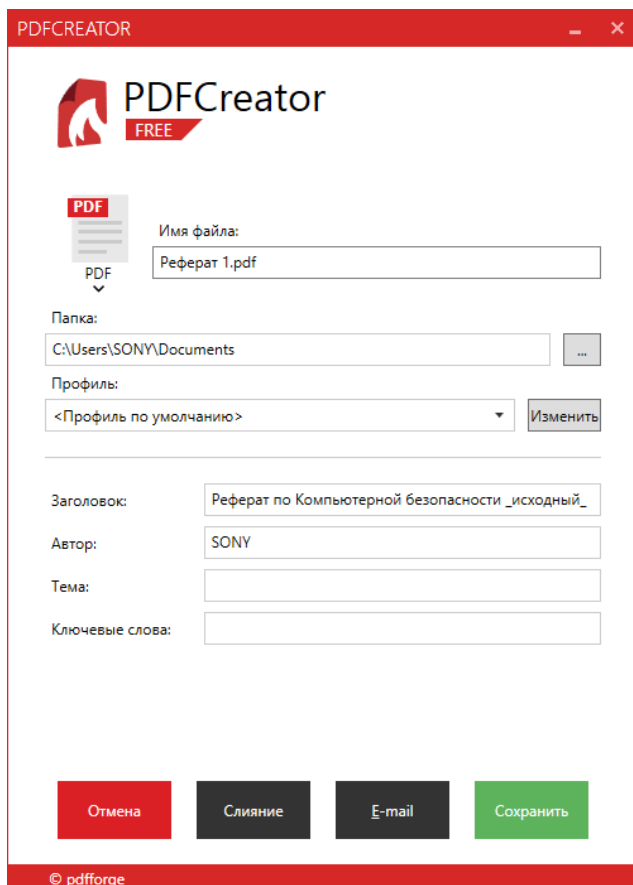 PDFCREATOR
PDFCreator
FREE
PDF
Имя файла:
PDF
Реферат 1.pdf
Папка:
C:\Users\SONY\Documents
...
Профиль:
<Профиль по умолчанию>
Изменить
Заголовок:
Реферат по Компьютерной безопасности _исходный_
Автор:
SONY
Тема:
Ключевые слова:
Отмена
Слияние
E-mail
Сохранить
© pdfforge